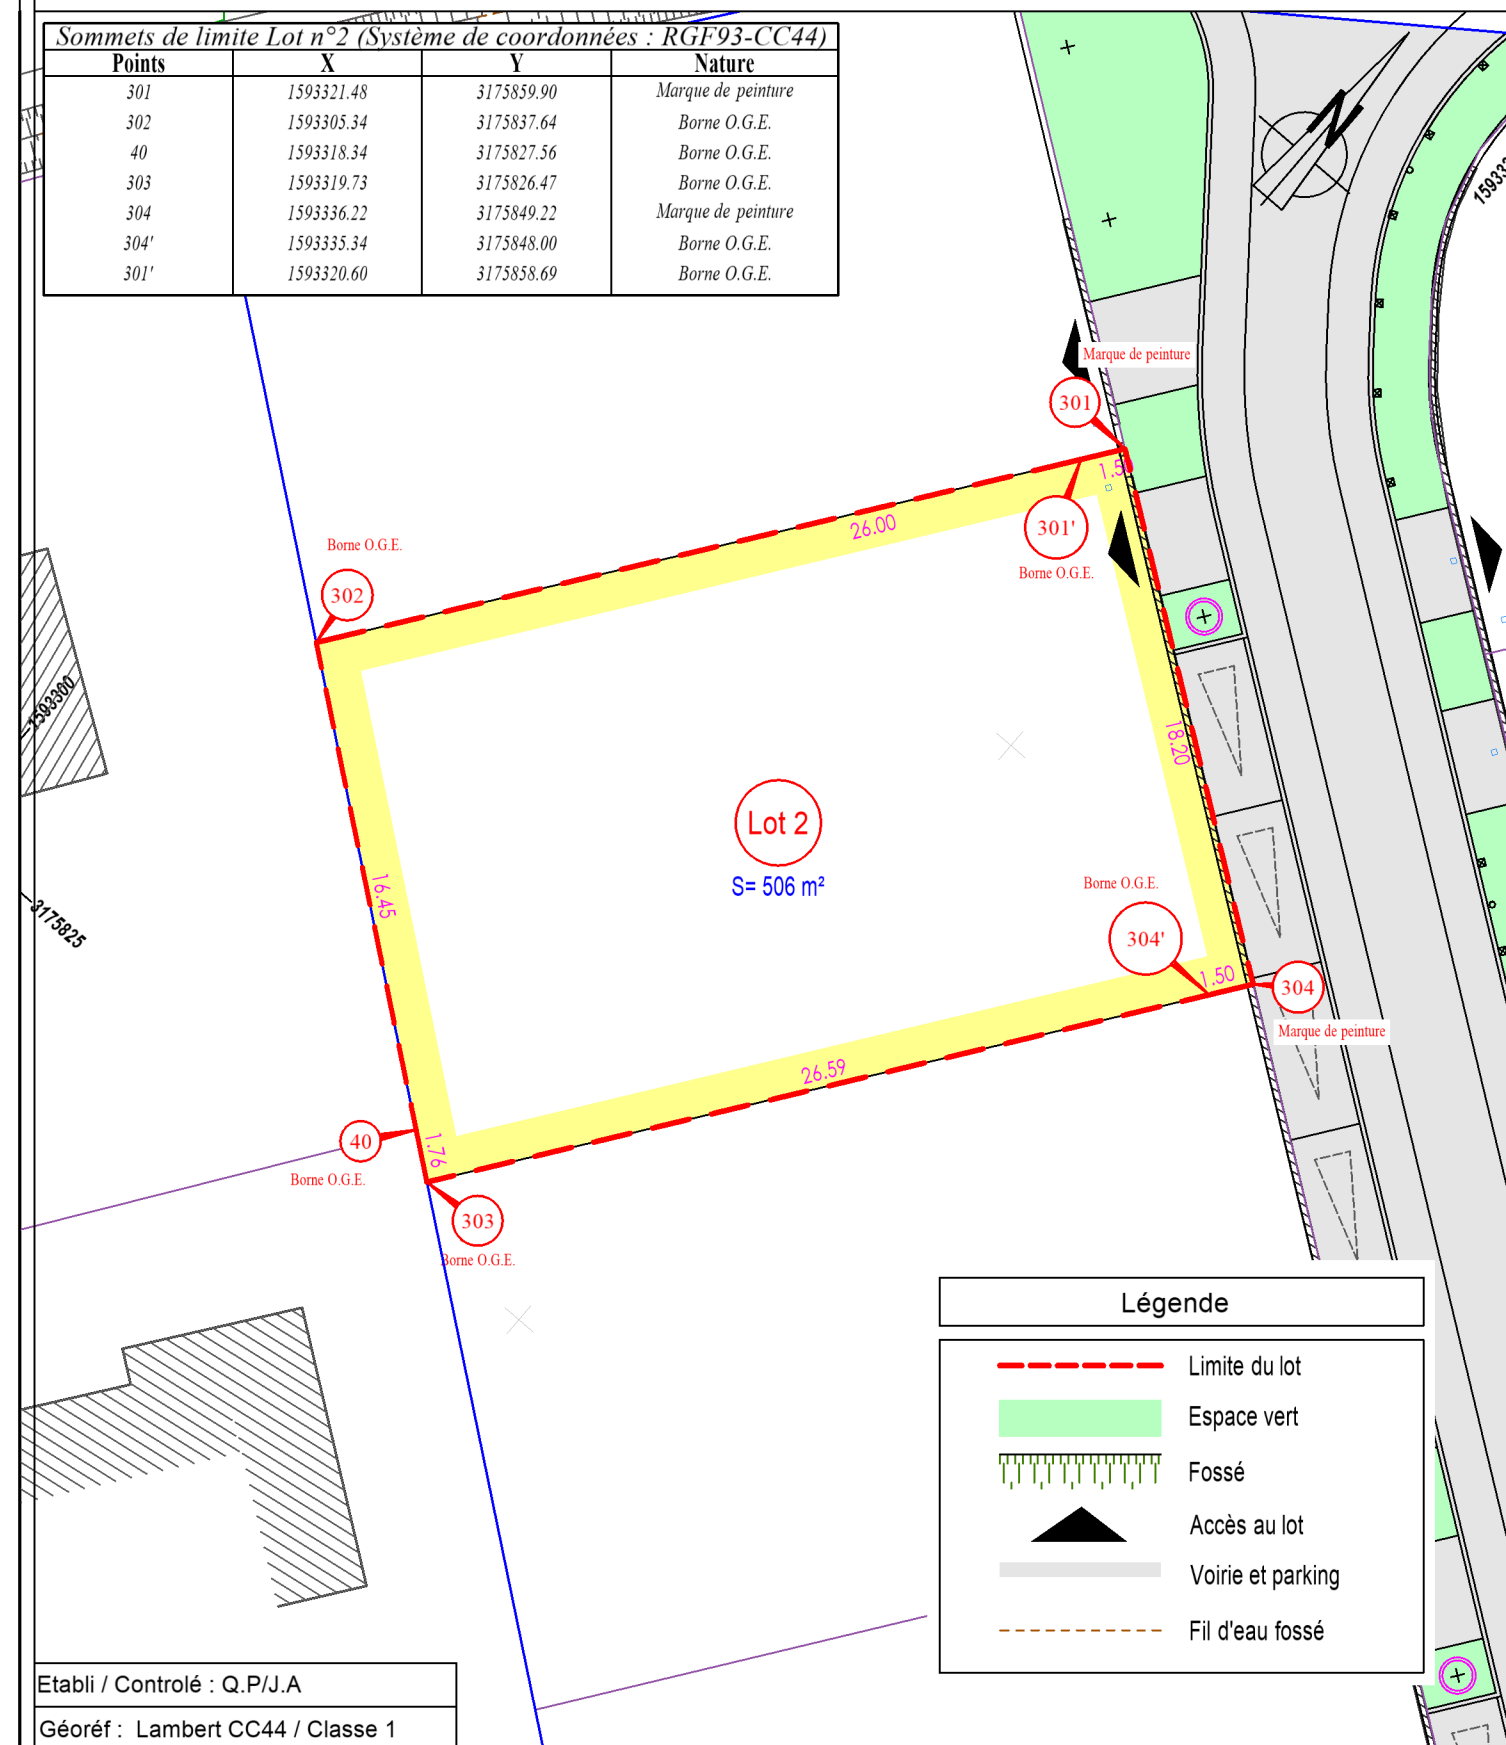 Sommets de limite Lot n°2 (Système de coordonnées : RGF93-CC44)
Points X Y Nature
301 1593321.48 3175859.90 Marque de peinture
302 1593305.34 3175837.64 Borne O.G.E.
40 1593318.34 3175827.56 Borne O.G.E.
303 1593319.73 3175826.47 Borne O.G.E.
304 1593336.22 3175849.22 Marque de peinture
304' 1593335.34 3175848.00 Borne O.G.E.
301' 1593320.60 3175858.69 Borne O.G.E.
N
Marque de peinture
301
26.00
301'
Borne O.G.E.
Borne O.G.E.
302
1593300
18.20
Lot 2
S= 506 m²
16.45
3175825
Borne O.G.E.
304'
1.50
304
Marque de peinture
26.59
40
1.76
Borne O.G.E.
303
Borne O.G.E.
Légende
Limite du lot
Espace vert
Fossé
Accès au lot
Voirie et parking
Fil d'eau fossé
Etabli / Controlé : Q.P/J.A
Géoréf : Lambert CC44 / Classe 1